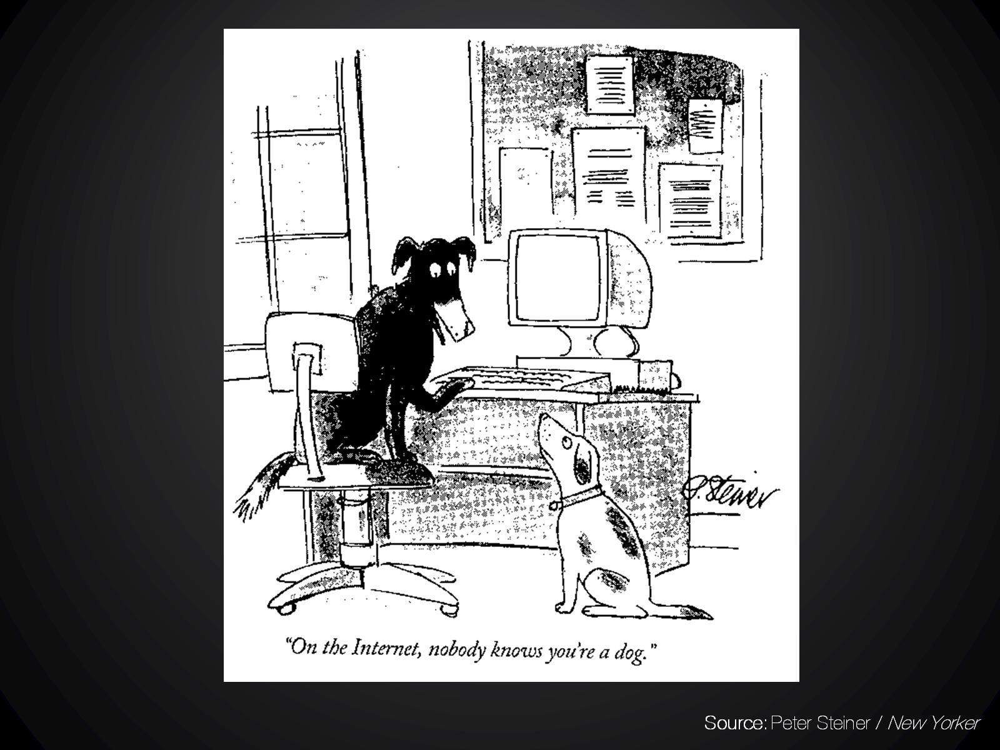 P. Steiner
“On the Internet, nobody knows you’re a dog.”
Source: Peter Steiner / New Yorker